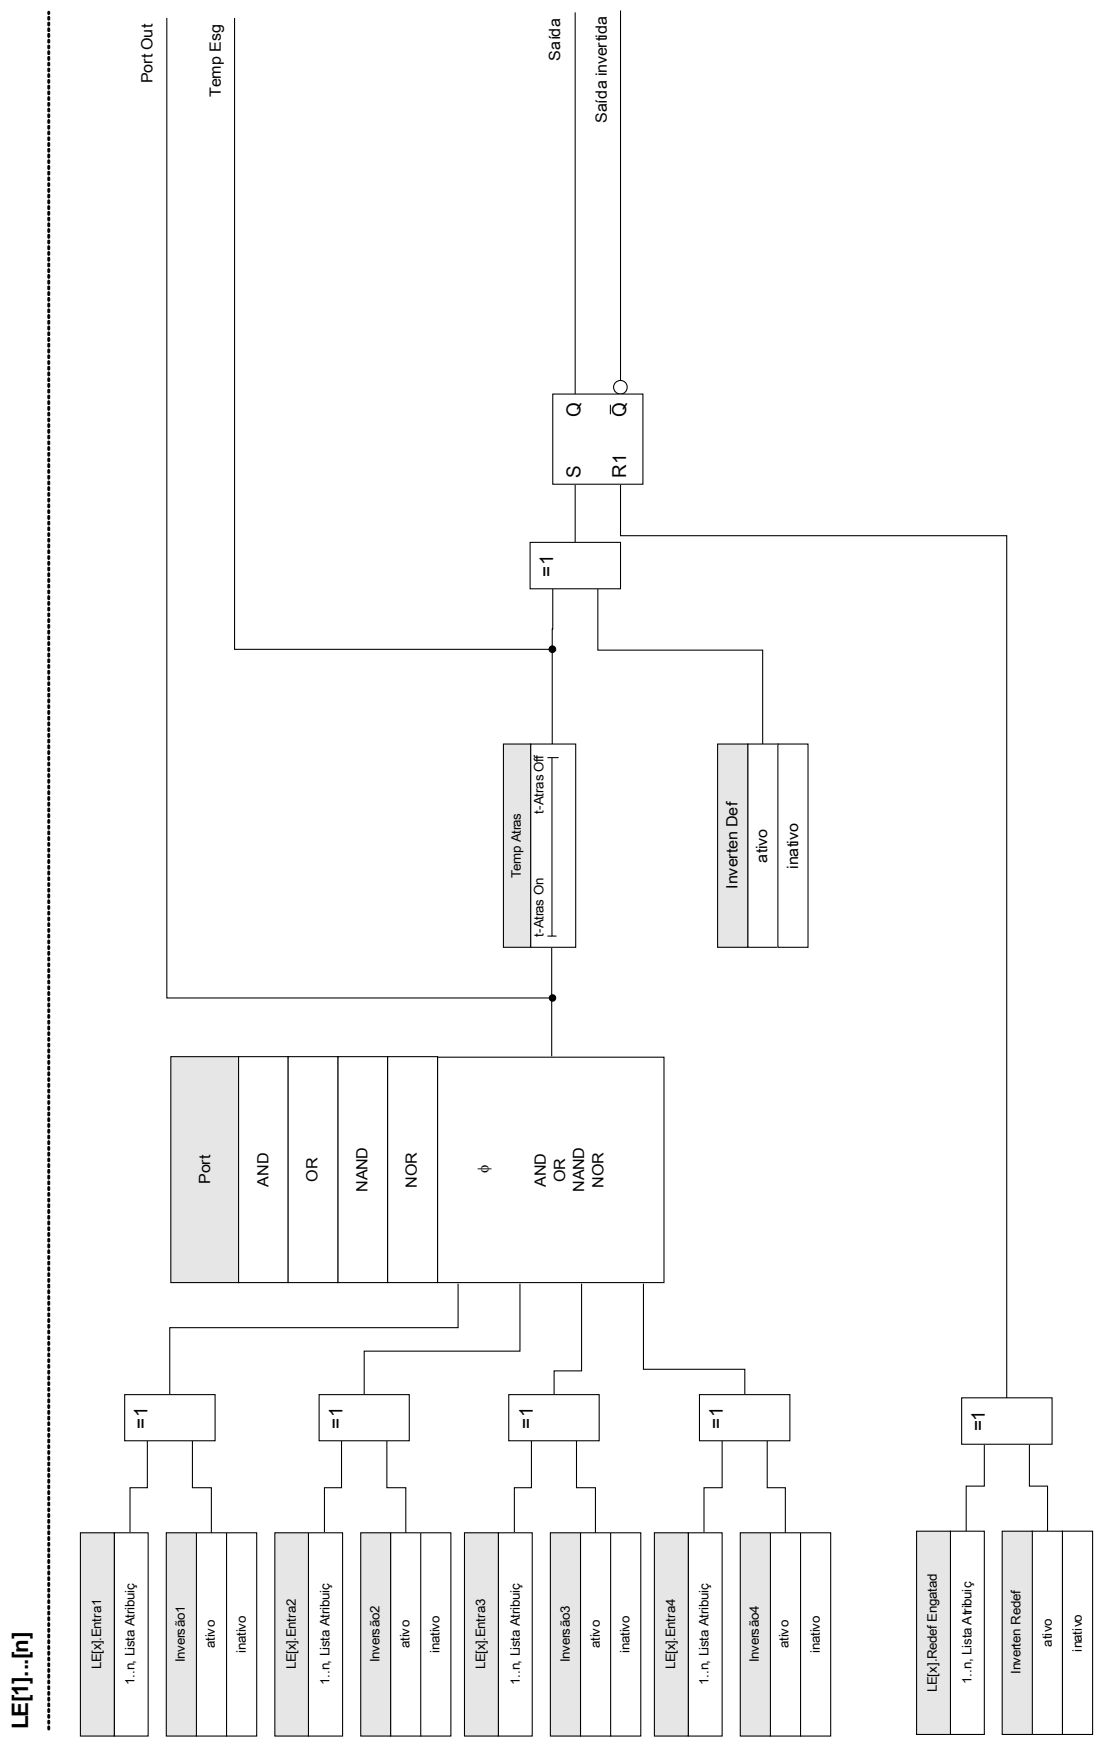 LE[1]...[n]
LE[x].Entra1
1..n, Lista Atribuiç
Inversão1
ativo
inativo
=1
LE[x].Entra2
1..n, Lista Atribuiç
Inversão2
ativo
inativo
=1
LE[x].Entra3
1..n, Lista Atribuiç
Inversão3
ativo
inativo
=1
LE[x].Entra4
1..n, Lista Atribuiç
Inversão4
ativo
inativo
=1
LE[x].Redef Engatad
1..n, Lista Atribuiç
Inverten Redef
ativo
inativo
=1
Port
AND
OR
NAND
NOR
ϕ
AND
OR
NAND
NOR
Temp Atras
t-Atras On
t-Atras Off
Inverten Def
ativo
inativo
=1
S
Q
R1
Q̅
Port Out
Temp Esg
Saída
Saída invertida